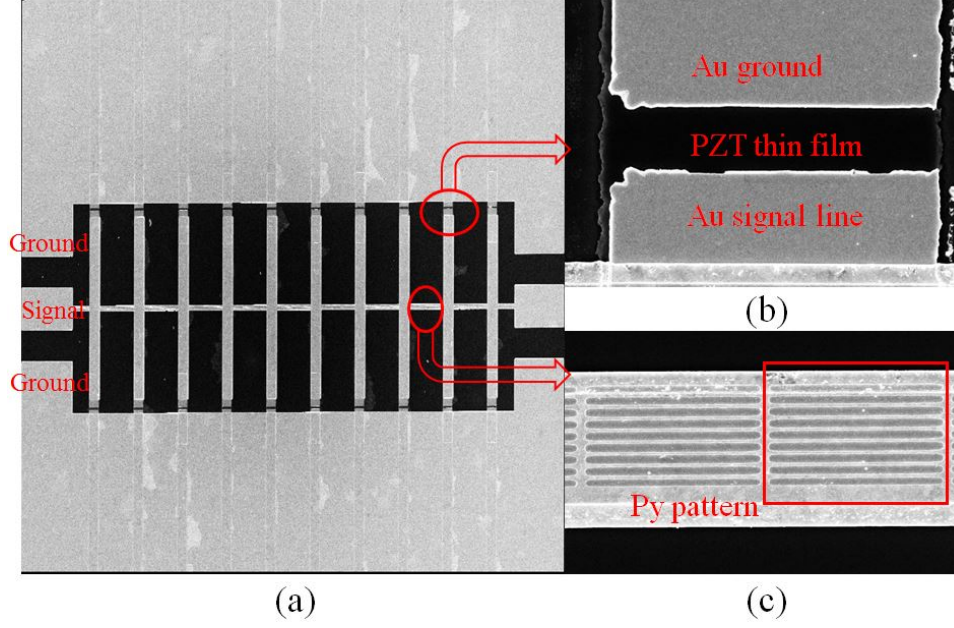 Ground
Signal
Ground
(a)
Au ground
PZT thin film
Au signal line
(b)
Py pattern
(c)